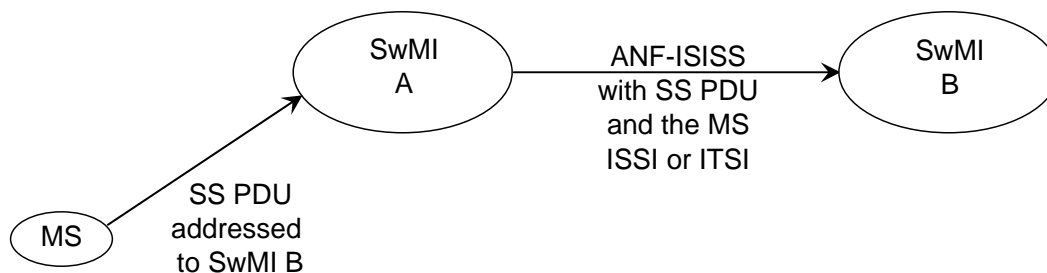 SwMI
A
ANF-ISISS
with SS PDU
and the MS
ISSI or ITSI
SwMI
B
MS
SS PDU
addressed
to SwMI B